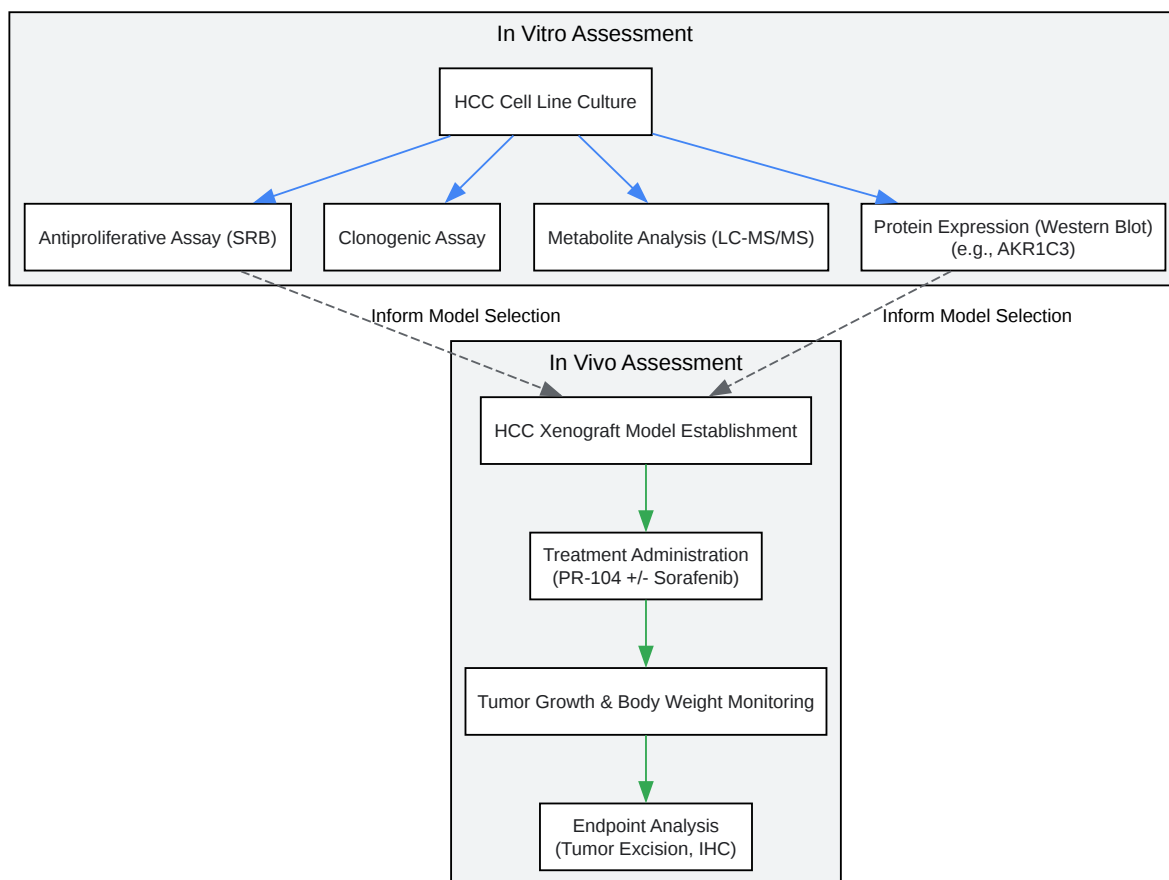 In Vitro Assessment
HCC Cell Line Culture
Antiproliferative Assay (SRB)
Clonogenic Assay
Metabolite Analysis (LC-MS/MS)
Protein Expression (Western Blot)
(e.g., AKR1C3)
Inform Model Selection
Inform Model Selection
In Vivo Assessment
HCC Xenograft Model Establishment
Treatment Administration
(PR-104 +/- Sorafenib)
Tumor Growth & Body Weight Monitoring
Endpoint Analysis
(Tumor Excision, IHC)